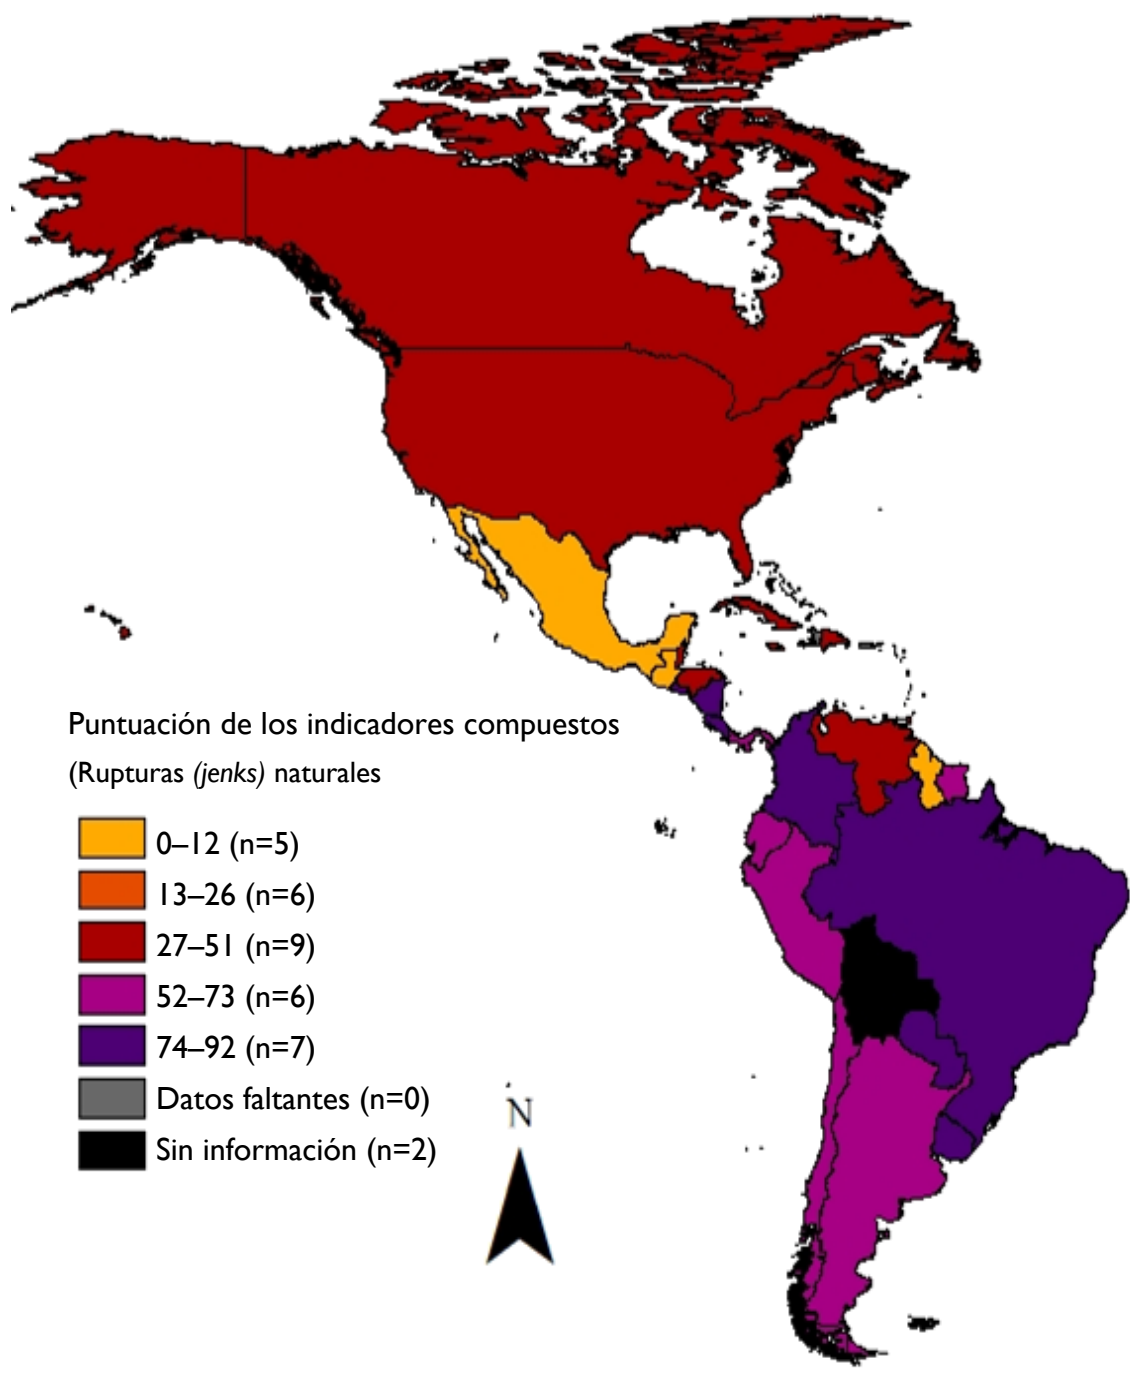 Puntuación de los indicadores compuestos
(Rupturas (jenks) naturales
0–12 (n=5)
13–26 (n=6)
27–51 (n=9)
52–73 (n=6)
74–92 (n=7)
Datos faltantes (n=0)
Sin información (n=2)
N